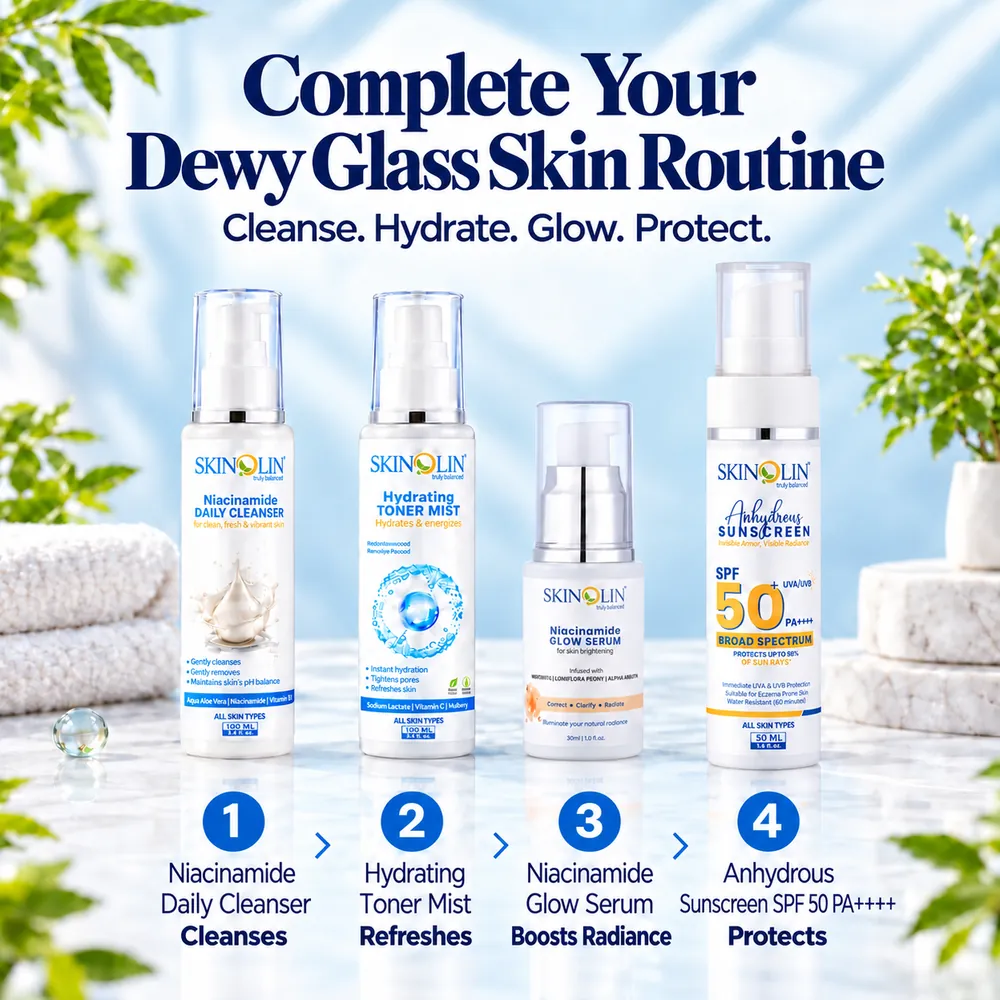 Complete Your
Dewy Glass Skin Routine
Cleanse. Hydrate. Glow. Protect.
SKINOLIN®
truly balanced
Niacinamide
DAILY CLEANSER
for clean, fresh & vibrant skin
• Gently cleanses
• Gently removes
• Maintains skin's pH balance
Aqua Aloe Vera | Niacinamide | Vitamin
ALL SKIN TYPES
100 ML
3.4 fl. oz.
SKINOLIN®
truly balanced
Hydrating
TONER MIST
Hydrates & energizes
• Instant hydration
• Tightens pores
• Refreshes skin
Sodium Lactate | Vitamin C | Mulberry
ALL SKIN TYPES
100 ML
3.4 fl. oz.
SKINOLIN®
truly balanced
Niacinamide
GLOW SERUM
for skin brightening
Infused with
PEONY |
Correct • Clarify • Radiate
Illuminate your natural radiance
30ml | 1.0 fl oz.
SKINOLIN®
truly balanced
Anhydreus
SUNSCREEN
Invisible Armor, Visible Radiance
SPF
50+ UVA/UVB
PA++++
BROAD SPECTRUM
PROTECTS UPTO 98%
OF SUN RAYS*
Immediate UVA & UVB Protection
Suitable for Eczema Prone Skin
Water Resistant (60 minutes)
ALL SKIN TYPES
50 ML
1.6 fl. oz.
1
Niacinamide
Daily Cleanser
Cleanses
2
Hydrating
Toner Mist
Refreshes
3
Niacinamide
Glow Serum
Boosts Radiance
4
Anhydrous
Sunscreen SPF 50 PA++++
Protects